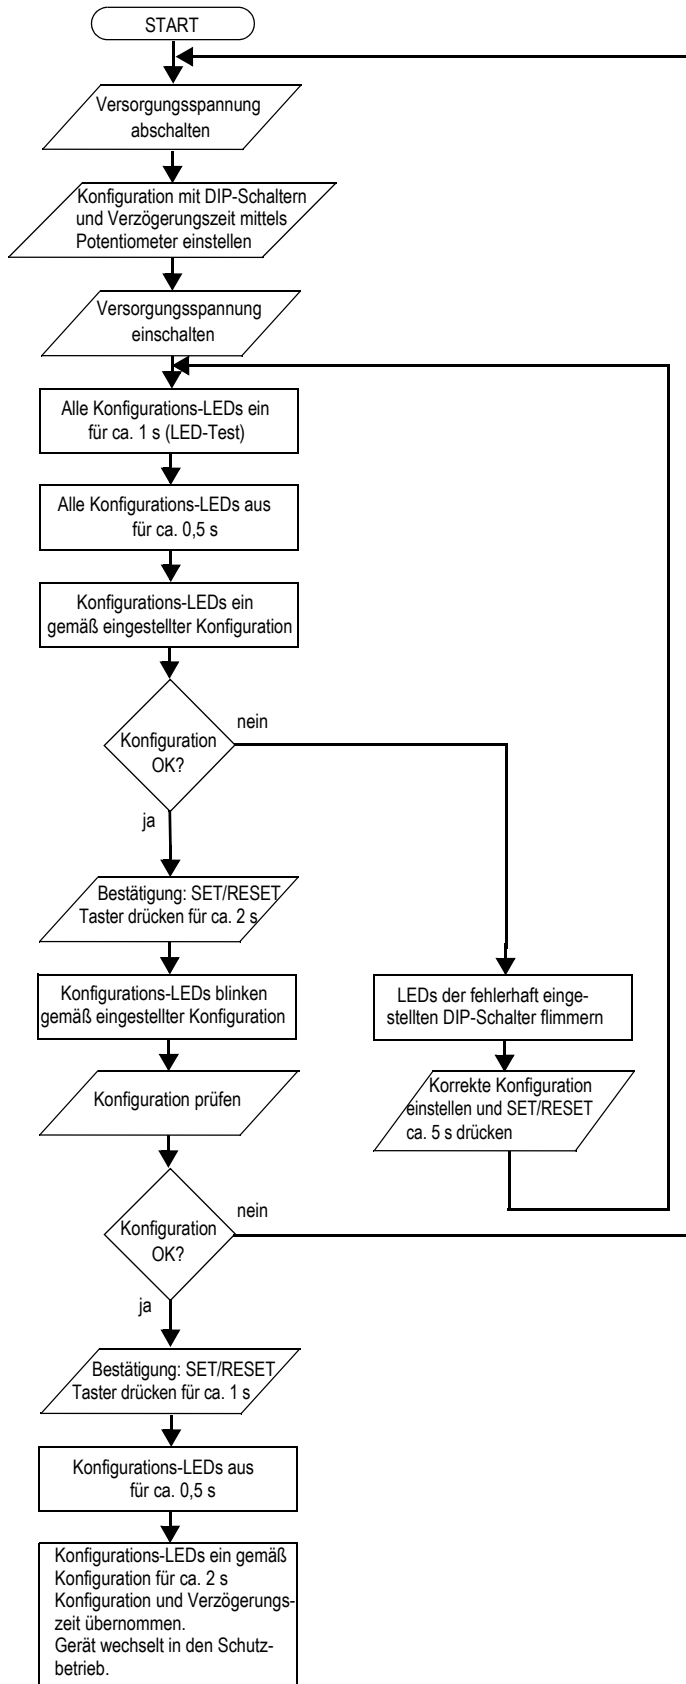 START
Versorgungsspannung
abschalten
Konfiguration mit DIP-Schaltern
und Verzögerungszeit mittels
Potentiometer einstellen
Versorgungsspannung
einschalten
Alle Konfigurations-LEDs ein
für ca. 1 s (LED-Test)
Alle Konfigurations-LEDs aus
für ca. 0,5 s
Konfigurations-LEDs ein
gemäß eingestellter Konfiguration
Konfiguration
OK?
nein
ja
Bestätigung: SET/RESET
Taster drücken für ca. 2 s
Konfigurations-LEDs blinken
gemäß eingestellter Konfiguration
LEDs der fehlerhaft einge-
stellten DIP-Schalter flimmern
Konfiguration prüfen
Korrekte Konfiguration
einstellen und SET/RESET
ca. 5 s drücken
Konfiguration
OK?
nein
ja
Bestätigung: SET/RESET
Taster drücken für ca. 1 s
Konfigurations-LEDs aus
für ca. 0,5 s
Konfigurations-LEDs ein gemäß
Konfiguration für ca. 2 s
Konfiguration und Verzögerungs-
zeit übernommen.
Gerät wechselt in den Schutz-
betrieb.